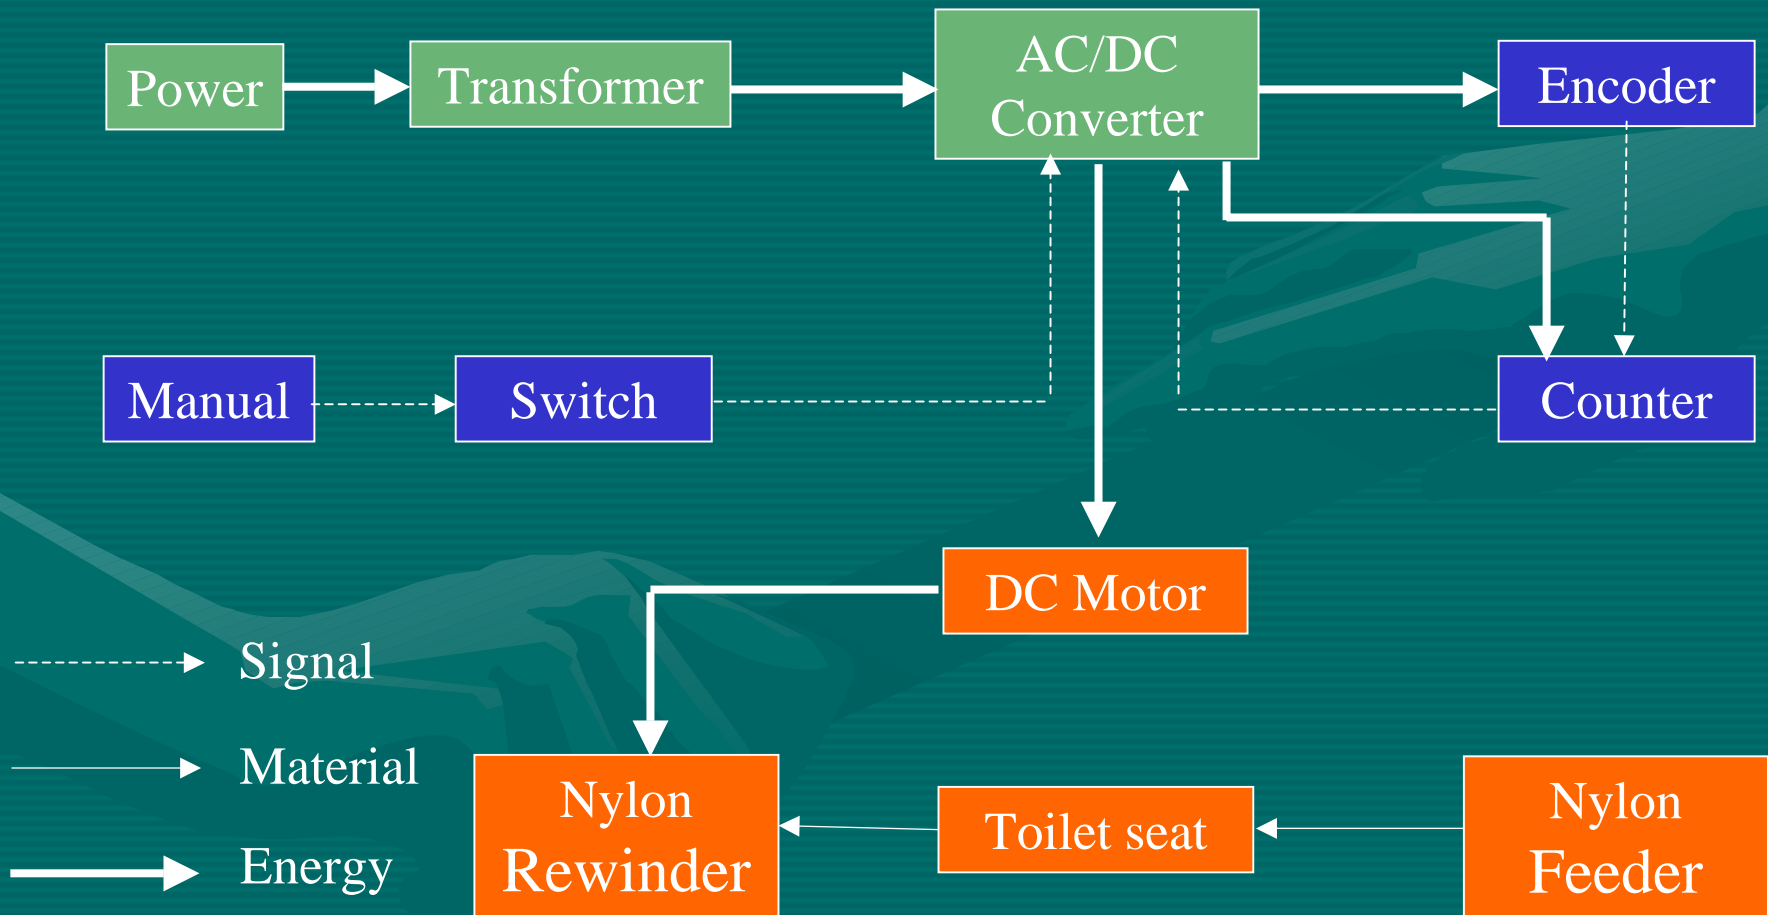 Power
Transformer
AC/DC
Converter
Encoder
Manual
Switch
Counter
DC Motor
Signal
Material
Energy
Nylon
Rewinder
Toilet seat
Nylon
Feeder